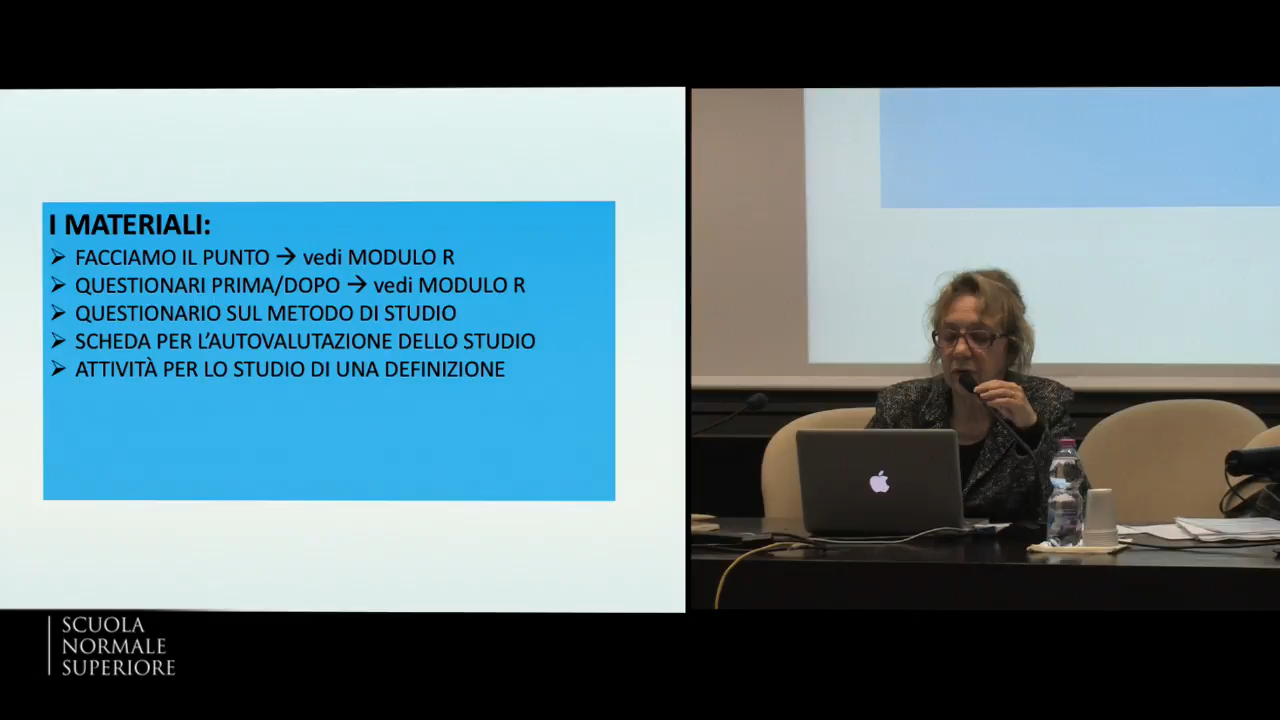 I MATERIALI:
➢ FACCIAMO IL PUNTO → vedi MODULO R
➢ QUESTIONARI PRIMA/DOPO → vedi MODULO R
➢ QUESTIONARIO SUL METODO DI STUDIO
➢ SCHEDA PER L'AUTOVALUTAZIONE DELLO STUDIO
➢ ATTIVITÀ PER LO STUDIO DI UNA DEFINIZIONE
SCUOLA
NORMALE
SUPERIORE